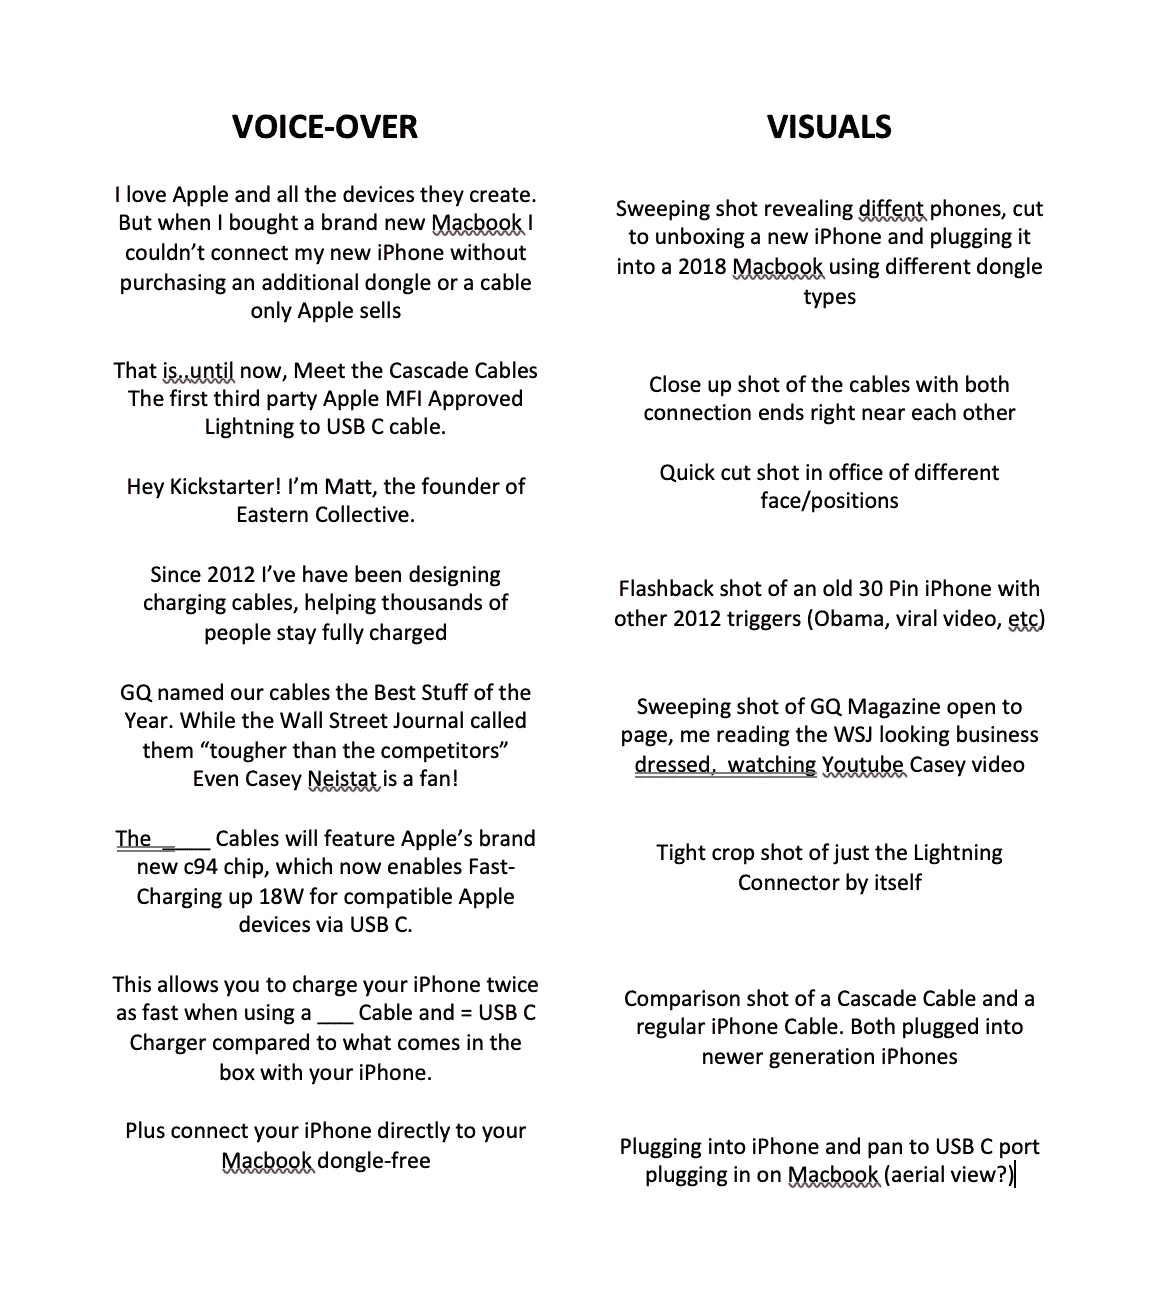 VOICE-OVER
I love Apple and all the devices they create.
But when I bought a brand new Macbook I
couldn't connect my new iPhone without
purchasing an additional dongle or a cable
only Apple sells
That is..until now, Meet the Cascade Cables
The first third party Apple MFI Approved
Lightning to USB C cable.
Hey Kickstarter! I'm Matt, the founder of
Eastern Collective.
Since 2012 I've have been designing
charging cables, helping thousands of
people stay fully charged
GQ named our cables the Best Stuff of the
Year. While the Wall Street Journal called
them “tougher than the competitors”
Even Casey Neistat is a fan!
The ____ Cables will feature Apple's brand
new c94 chip, which now enables Fast-
Charging up 18W for compatible Apple
devices via USB C.
This allows you to charge your iPhone twice
as fast when using a ___ Cable and = USB C
Charger compared to what comes in the
box with your iPhone.
Plus connect your iPhone directly to your
Macbook dongle-free
VISUALS
Sweeping shot revealing diffent phones, cut
to unboxing a new iPhone and plugging it
into a 2018 Macbook using different dongle
types
Close up shot of the cables with both
connection ends right near each other
Quick cut shot in office of different
face/positions
Flashback shot of an old 30 Pin iPhone with
other 2012 triggers (Obama, viral video, etc)
Sweeping shot of GQ Magazine open to
page, me reading the WSJ looking business
dressed,  watching Youtube Casey video
Tight crop shot of just the Lightning
Connector by itself
Comparison shot of a Cascade Cable and a
regular iPhone Cable. Both plugged into
newer generation iPhones
Plugging into iPhone and pan to USB C port
plugging in on Macbook (aerial view?)